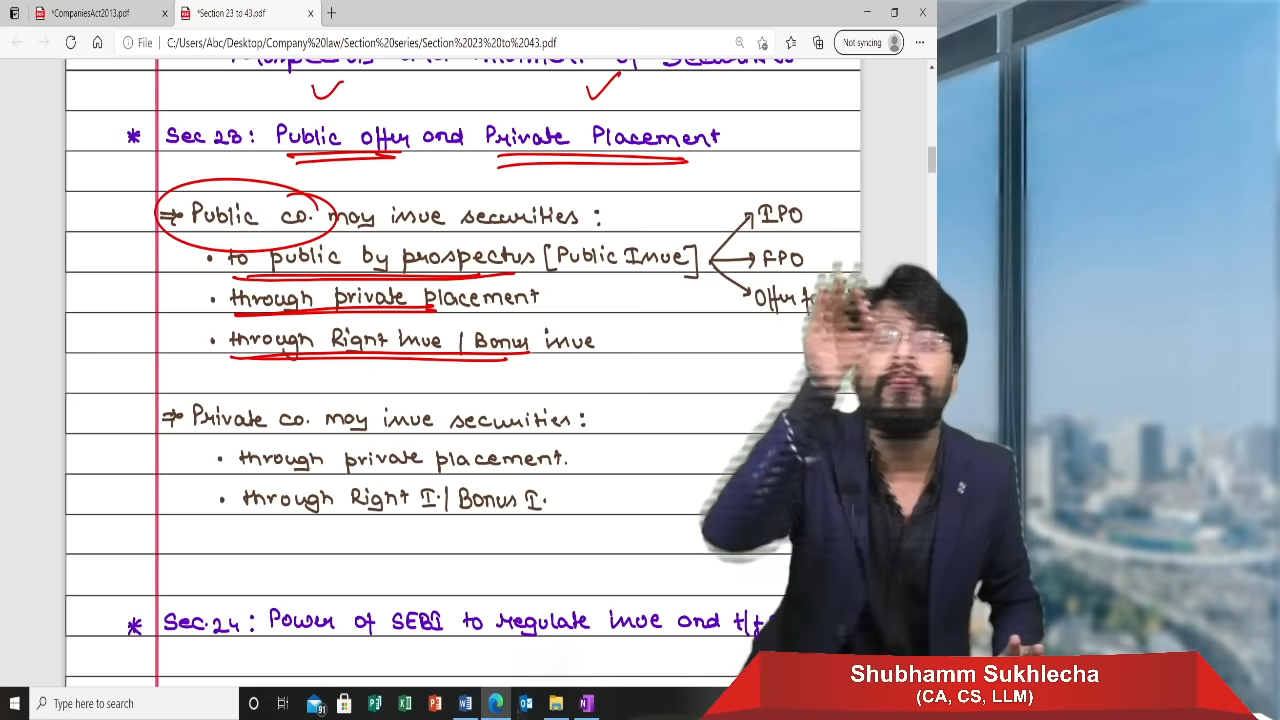 *CompaniesAct2013.pdf
*Section 23 to 43.pdf
File
C:/Users/Abc/Desktop/Company%20law/Section%20series/Section%2023%20to%2043.pdf
Not syncing
of
* Sec 23: Public offer and Private Placement
⇒ Public co. may issue securities :
• to public by prospectus [Public Issue]
IPO
FPO
Offer
• through private placement
• through Right issue / Bonus issue
⇒ Private co. may issue securities :
• through private placement.
• through Right I. / Bonus I.
* Sec.24 : Power of SEBI to regulate issue and t/f
Shubhamm Sukhlecha
(CA, CS, LLM)
Type here to search
91